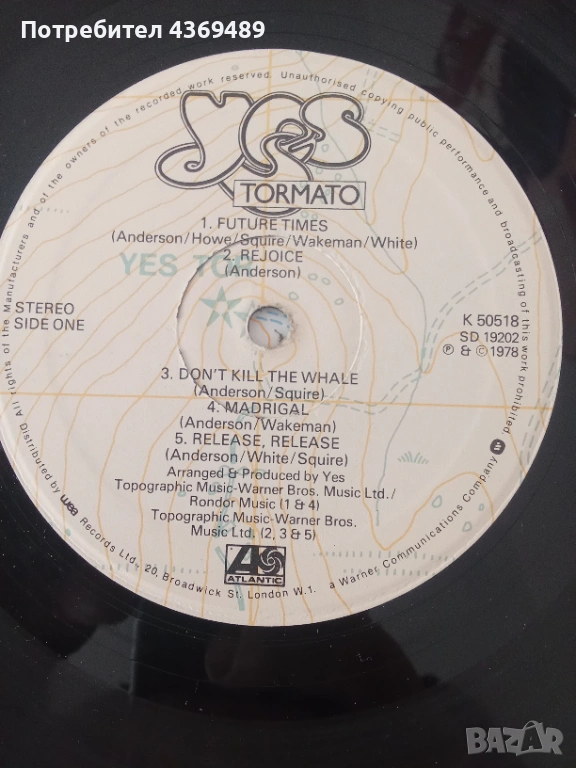 Потребител 4369489
All rights of the Manufacturers and of the owners of the recorded work reserved. Unauthorised copying public performance and broadcasting of this work prohibited.
YES
TORMATO
1. FUTURE TIMES
(Anderson/Howe/Squire/Wakeman/White)
2. REJOICE
(Anderson)
YES TOR
STEREO
SIDE ONE
K 50518
SD 19202
℗ & © 1978
3. DON'T KILL THE WHALE
(Anderson/Squire)
4. MADRIGAL
(Anderson/Wakeman)
5. RELEASE, RELEASE
(Anderson/White/Squire)
Arranged & Produced by Yes
Topographic Music-Warner Bros. Music Ltd./
Rondor Music (1 & 4)
Topographic Music-Warner Bros.
Music Ltd. (2, 3 & 5)
ATLANTIC
Distributed by wea Records Ltd., 20, Broadwick St. London W.1. a Warner Communications Company
BAZAR